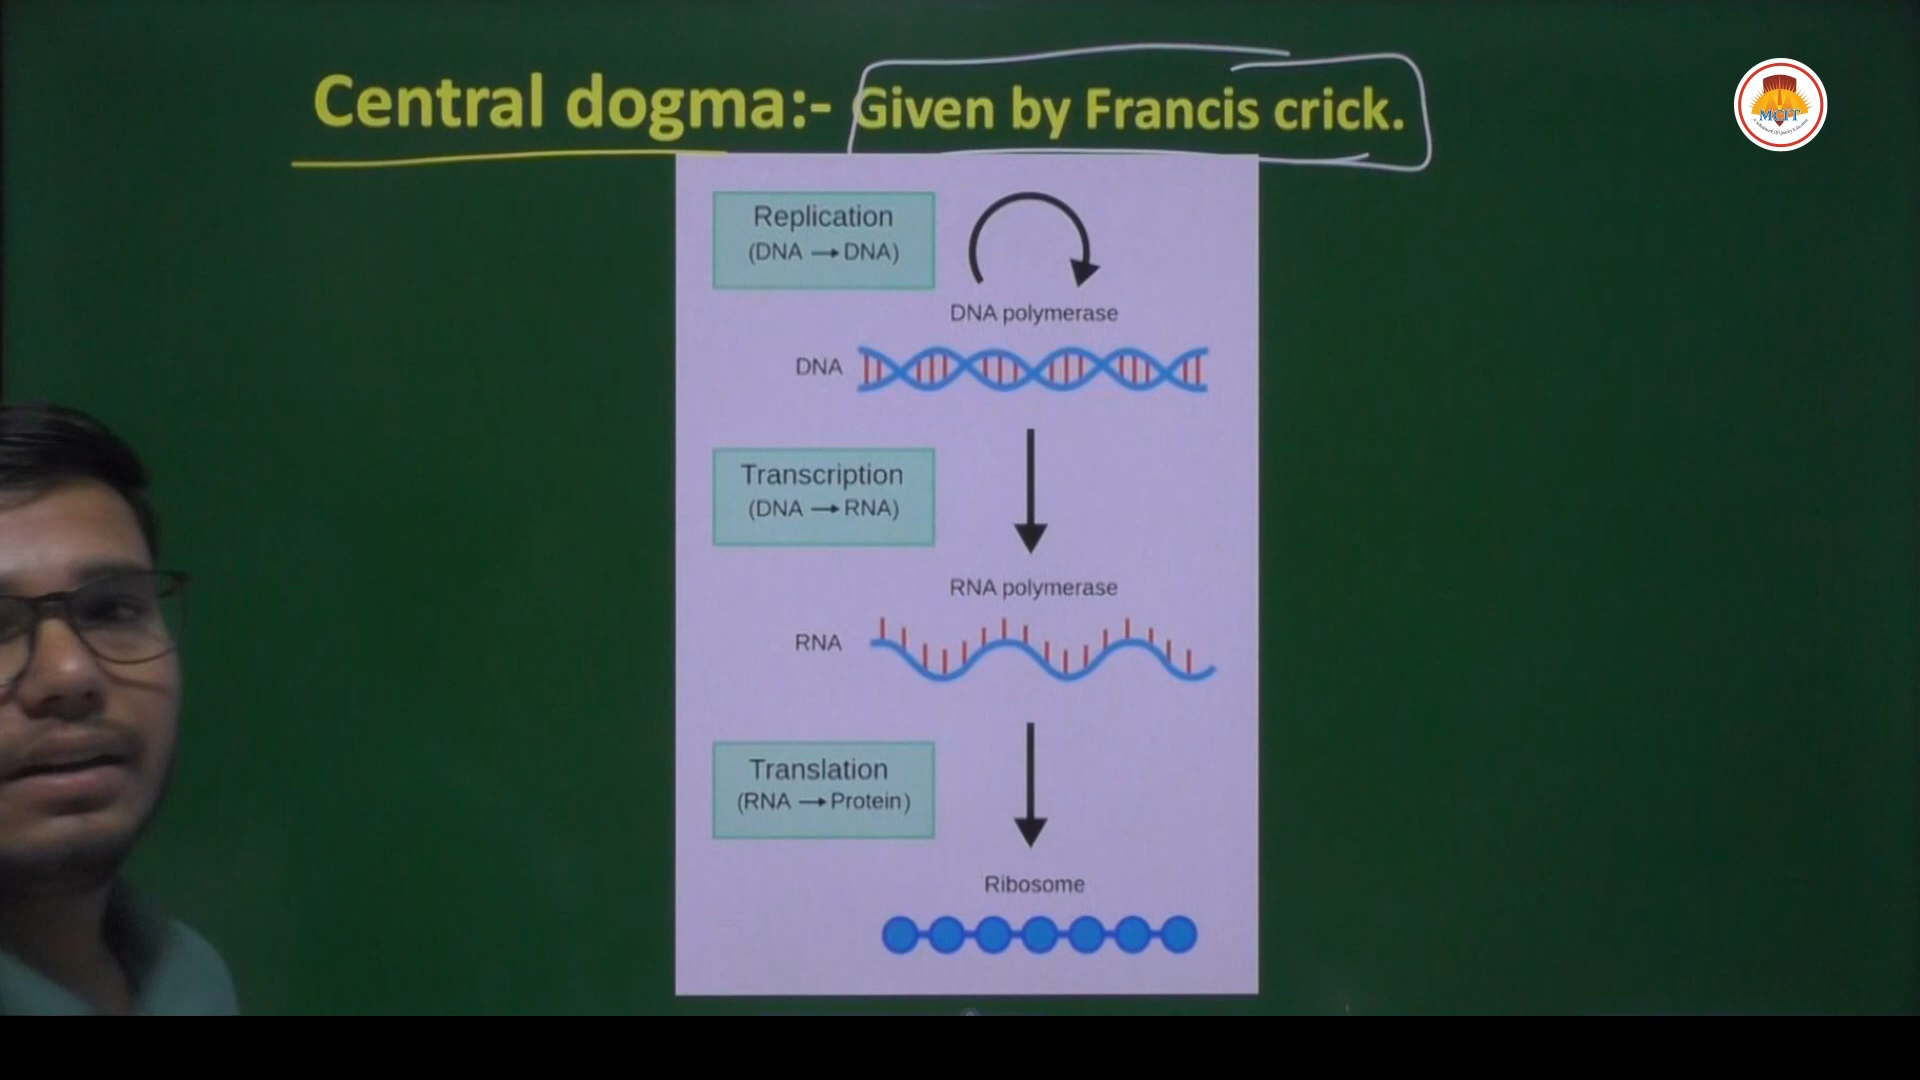 Central dogma:- Given by Francis crick.
Replication
(DNA → DNA)
DNA polymerase
DNA
Transcription
(DNA → RNA)
RNA polymerase
RNA
Translation
(RNA → Protein)
Ribosome
MCPT